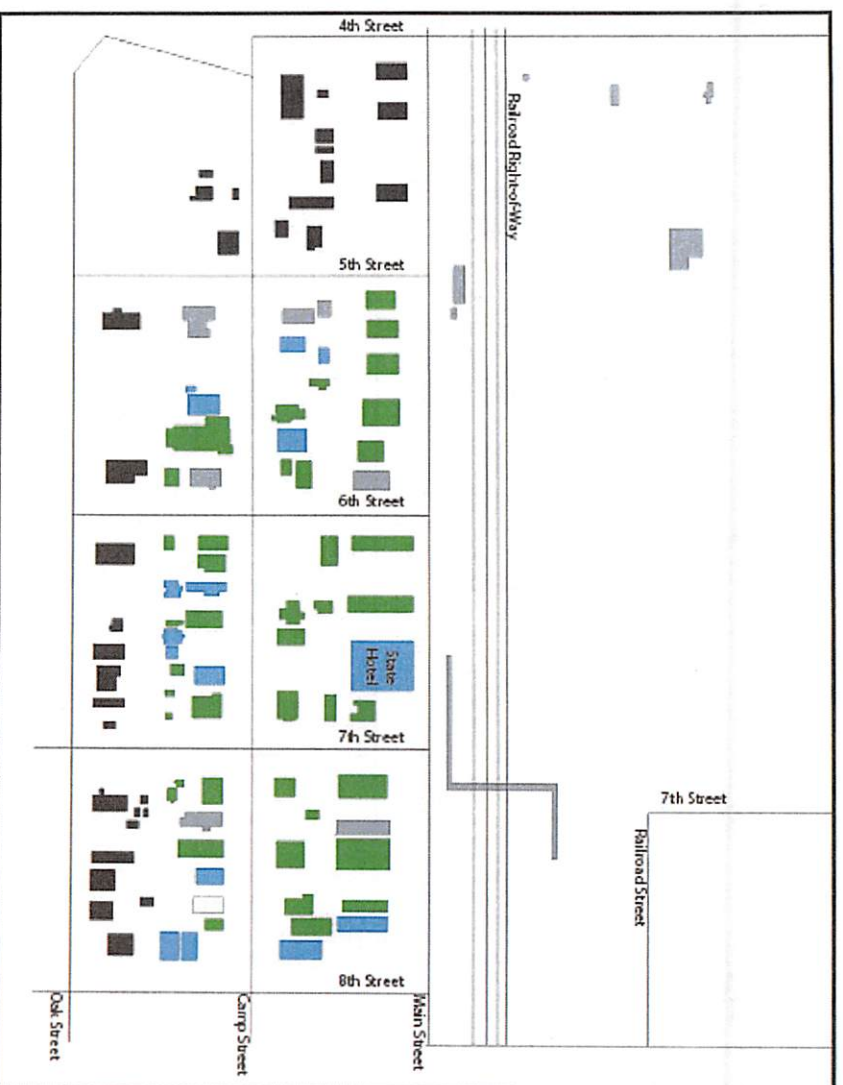 4th Street
Railroad Right-of-Way
5th Street
6th Street
State
Hotel
7th Street
7th Street
Railroad Street
8th Street
Oak Street
Camp Street
Main Street